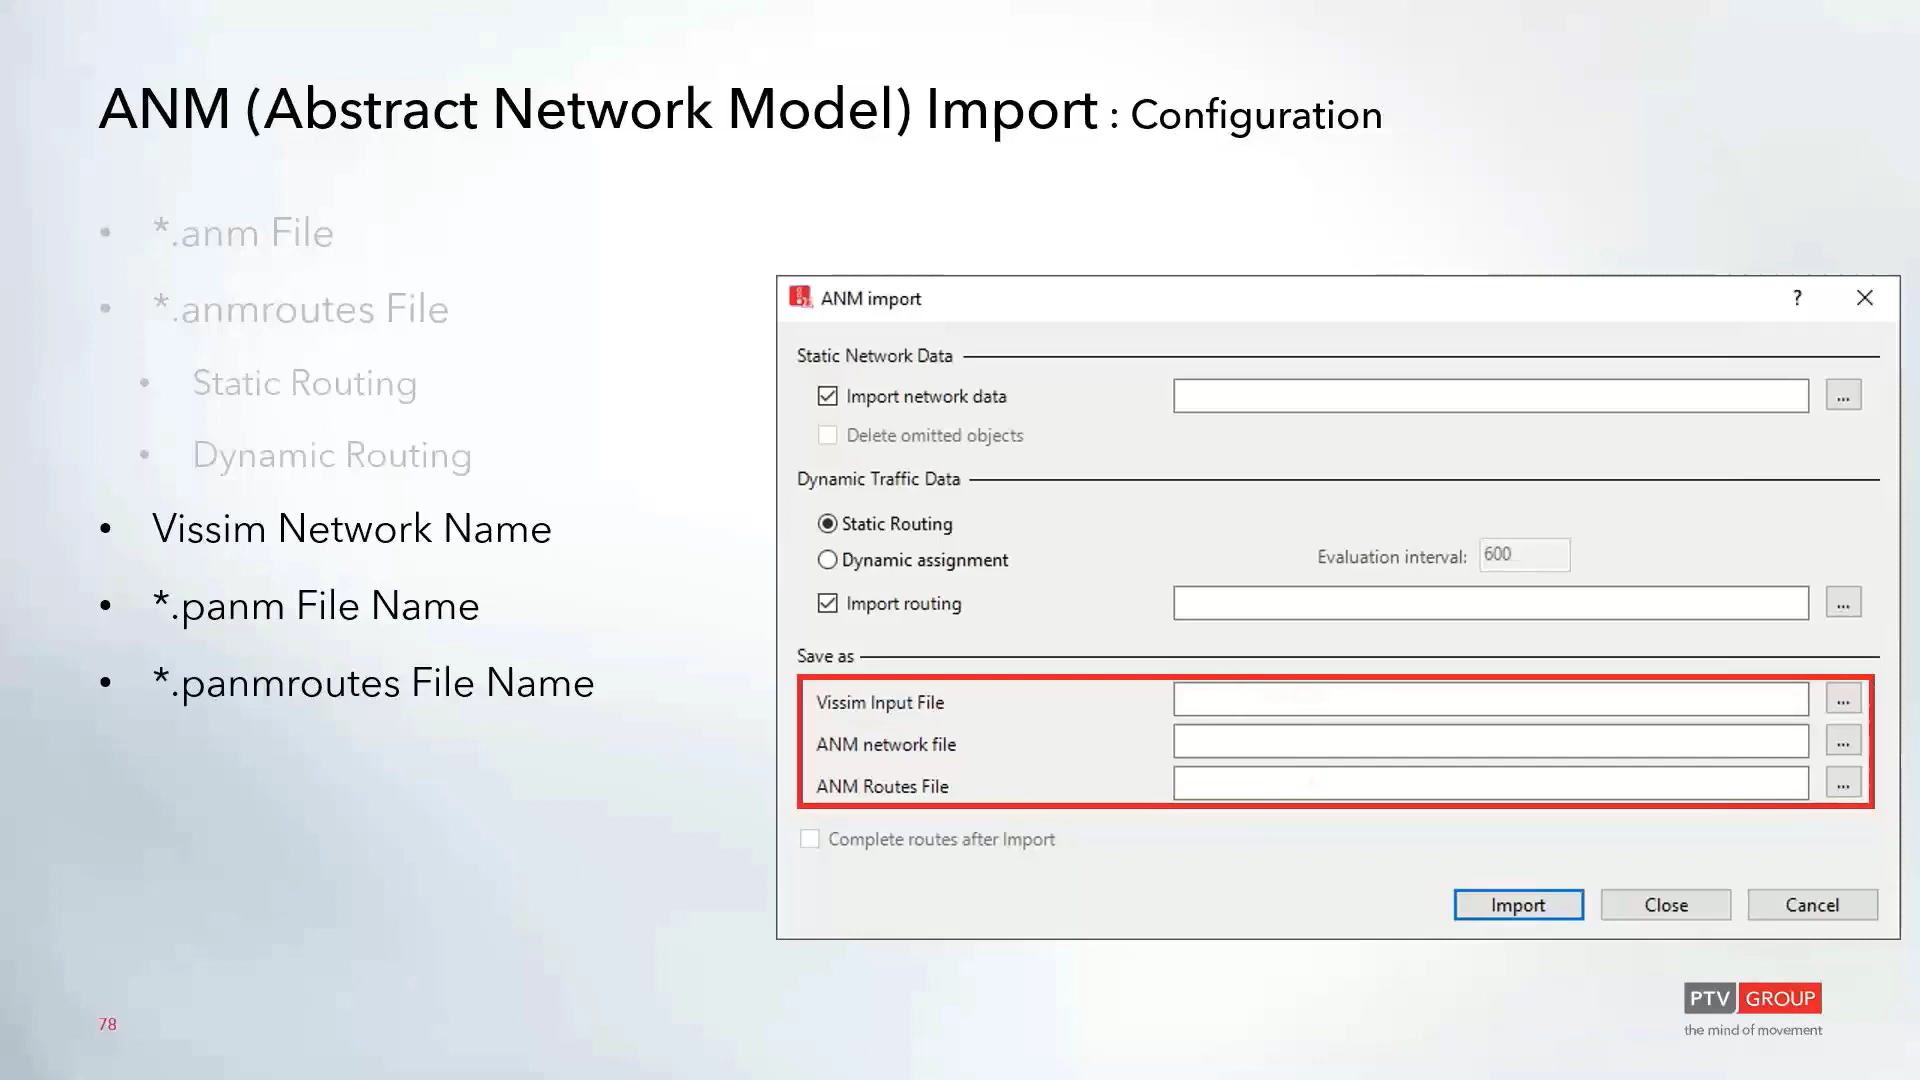 ANM (Abstract Network Model) Import : Configuration
• *.anm File
• *.anmroutes File
• Static Routing
• Dynamic Routing
• Vissim Network Name
• *.panm File Name
• *.panmroutes File Name
ANM import ?
Static Network Data
Import network data ...
Delete omitted objects
Dynamic Traffic Data
Static Routing
Dynamic assignment Evaluation interval: 600
Import routing ...
Save as
Vissim Input File ...
ANM network file ...
ANM Routes File ...
Complete routes after Import
Import Close Cancel
78
PTV GROUP
the mind of movement